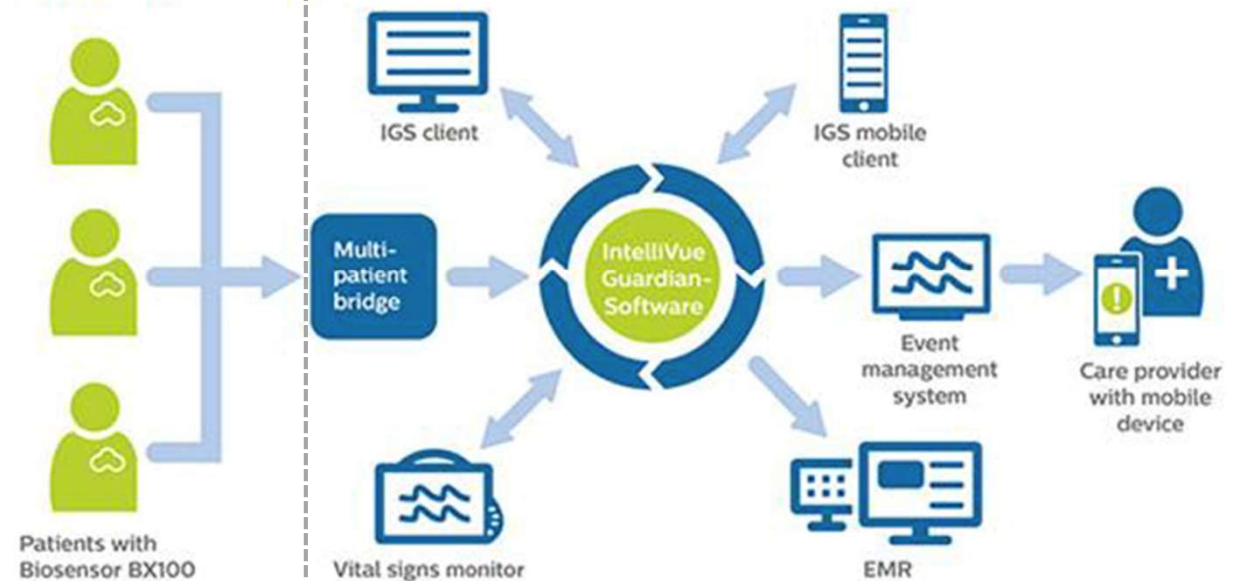 IGS client
IGS mobile
client
Multi-
patient
bridge
IntelliVue
Guardian-
Software
Event
management
system
Care provider
with mobile
device
Patients with
Biosensor BX100
Vital signs monitor
EMR